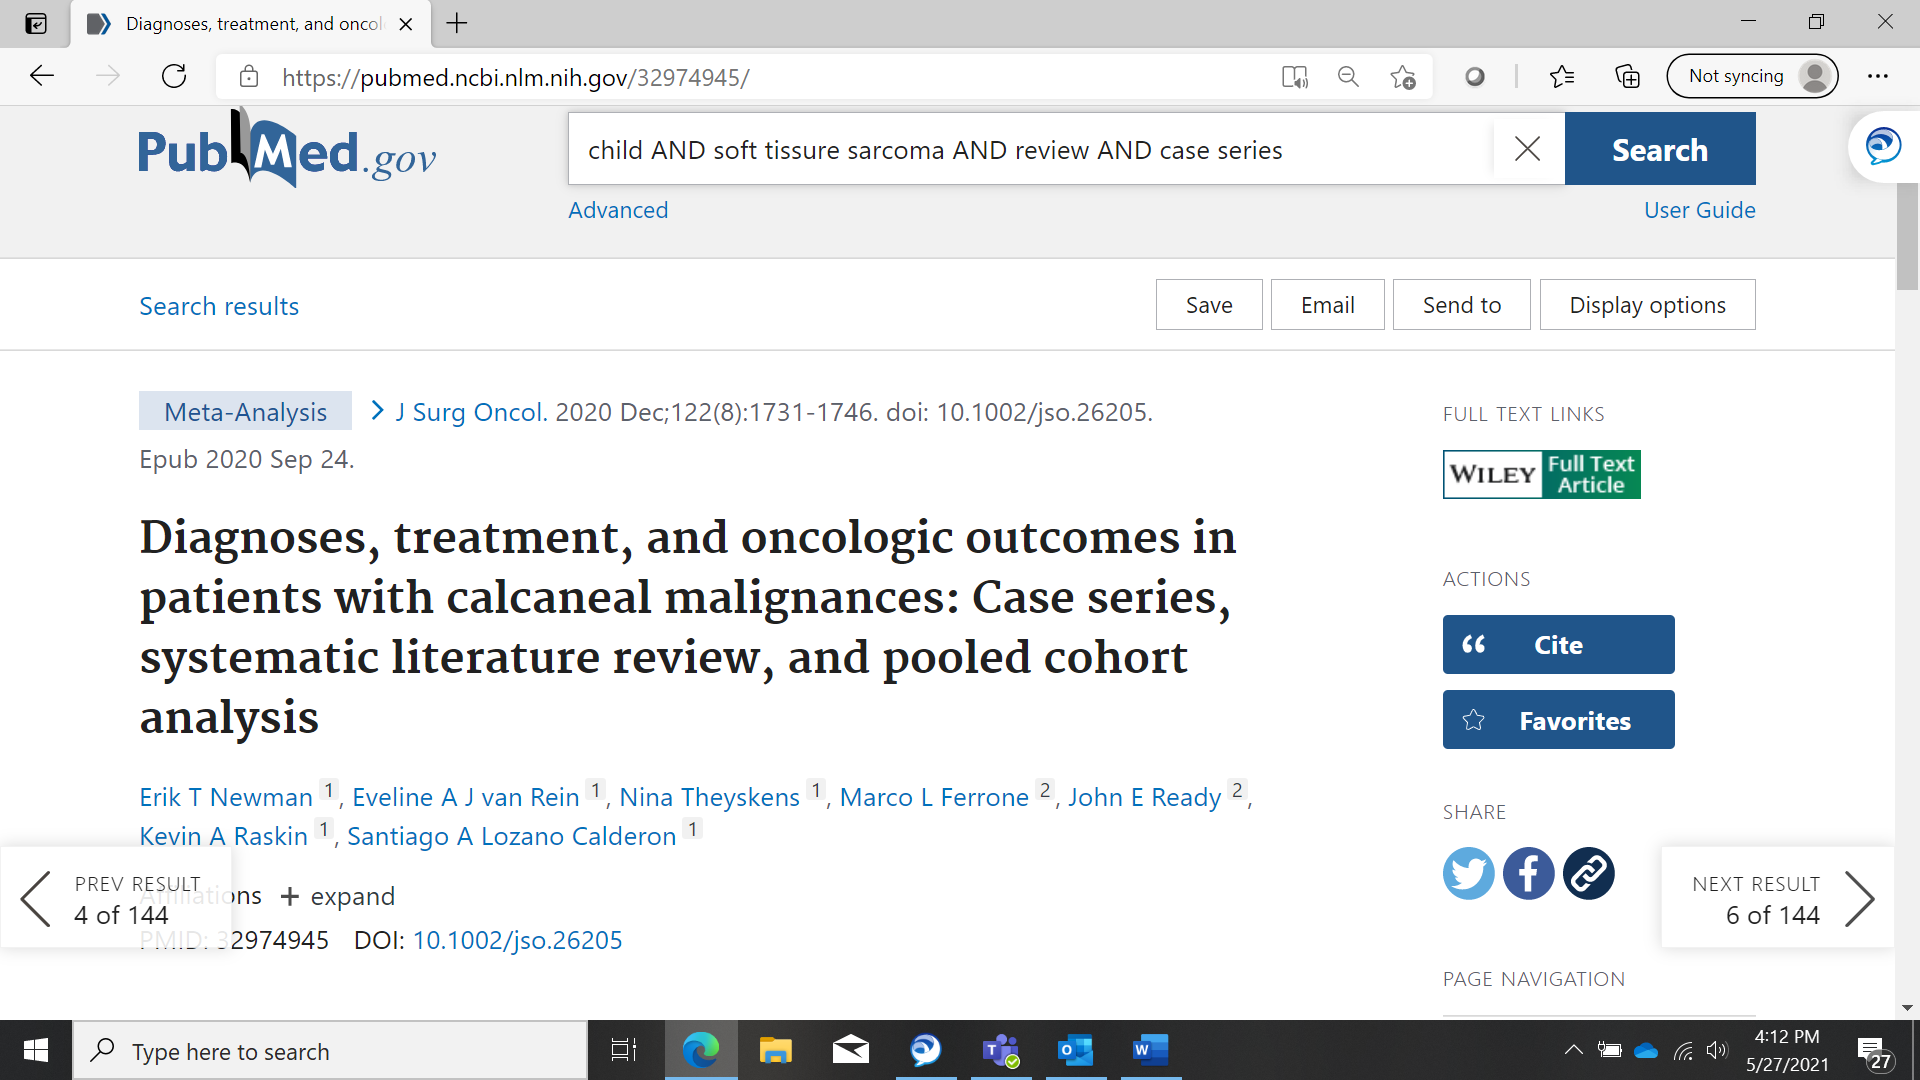 Diagnoses, treatment, and oncol
https://pubmed.ncbi.nlm.nih.gov/32974945/
Not syncing
PubMed.gov
child AND soft tissure sarcoma AND review AND case series
Search
Advanced
User Guide
Search results
Save
Email
Send to
Display options
Meta-Analysis
J Surg Oncol. 2020 Dec;122(8):1731-1746. doi: 10.1002/jso.26205.
Epub 2020 Sep 24.
Diagnoses, treatment, and oncologic outcomes in
patients with calcaneal malignances: Case series,
systematic literature review, and pooled cohort
analysis
Erik T Newman 1, Eveline A J van Rein 1, Nina Theyskens 1, Marco L Ferrone 2, John E Ready 2,
Kevin A Raskin 1, Santiago A Lozano Calderon 1
Affiliations + expand
PMID: 32974945 DOI: 10.1002/jso.26205
PREV RESULT
4 of 144
FULL TEXT LINKS
WILEY Full Text
Article
ACTIONS
Cite
Favorites
SHARE
NEXT RESULT
6 of 144
PAGE NAVIGATION
Type here to search
T
O
W
4:12 PM
5/27/2021
27